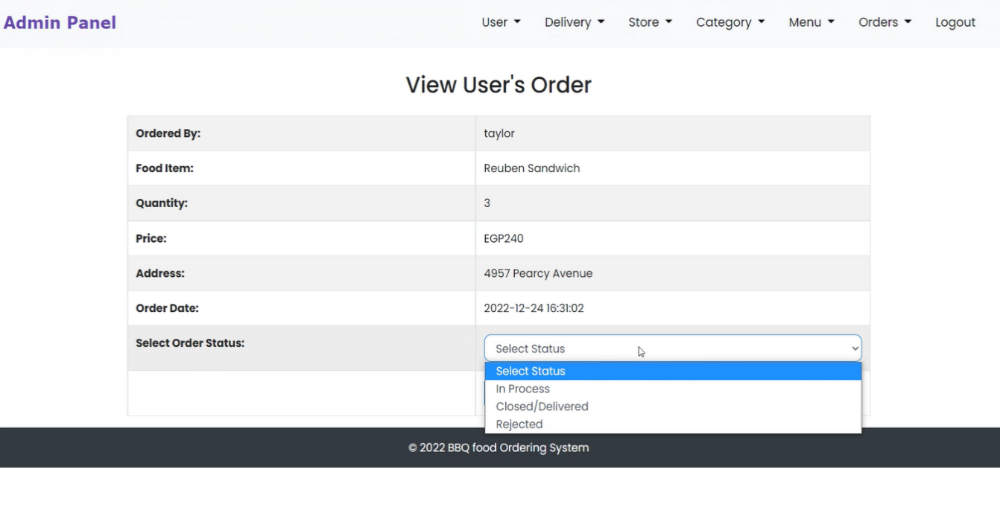 Admin Panel
User Delivery Store Category Menu Orders Logout
View User's Order
Ordered By: taylor
Food Item: Reuben Sandwich
Quantity: 3
Price: EGP240
Address: 4957 Pearcy Avenue
Order Date: 2022-12-24 16:31:02
Select Order Status: Select Status
Select Status
In Process
Closed/Delivered
Rejected
© 2022 BBQ food Ordering System